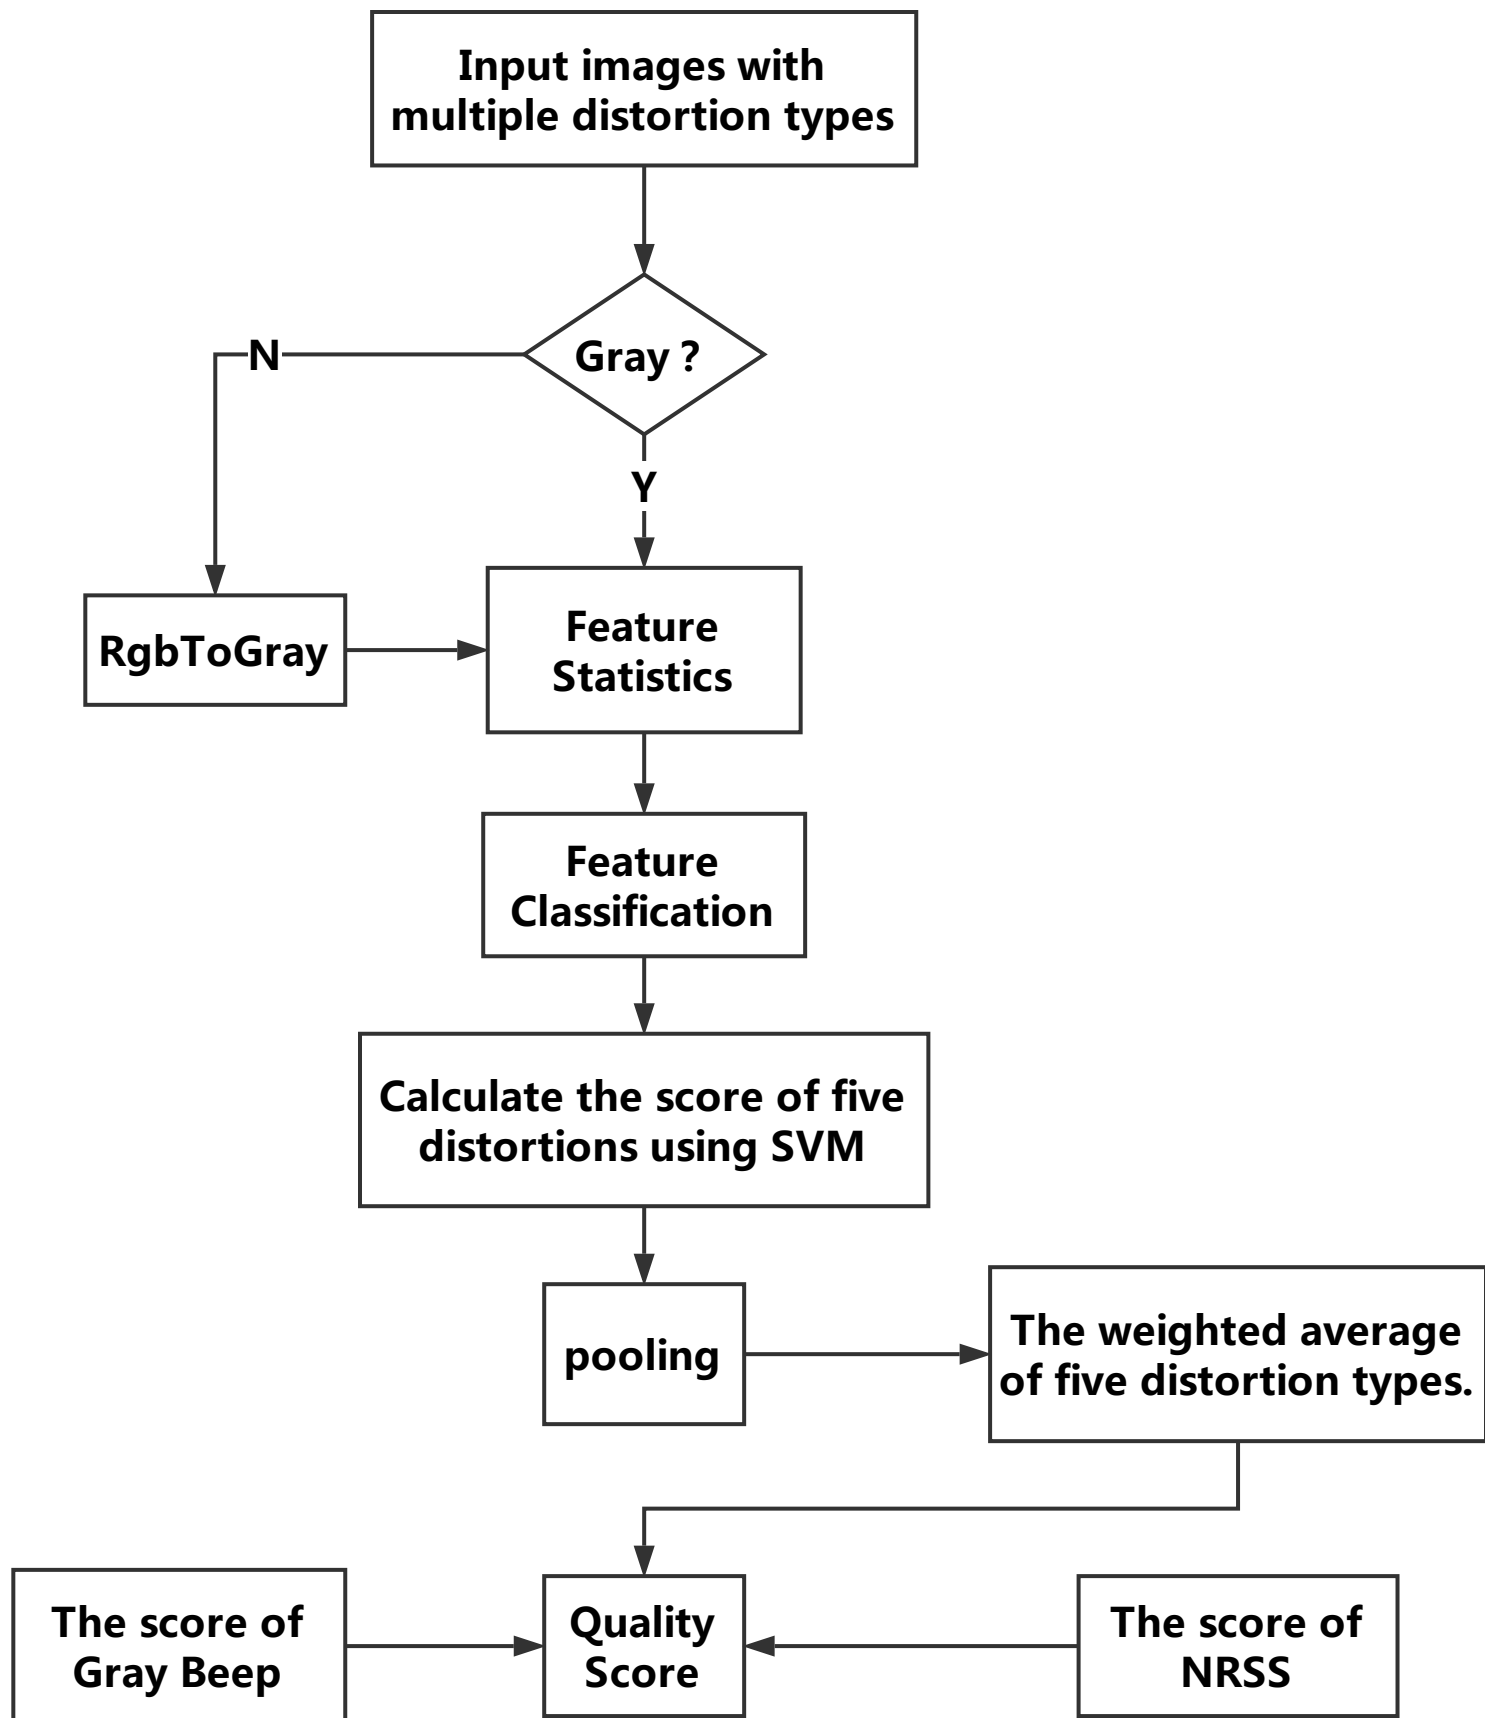 Input images with
multiple distortion types
Gray ?
N
Y
RgbToGray
Feature
Statistics
Feature
Classification
Calculate the score of five
distortions using SVM
pooling
The weighted average
of five distortion types.
The score of
Gray Beep
Quality
Score
The score of
NRSS